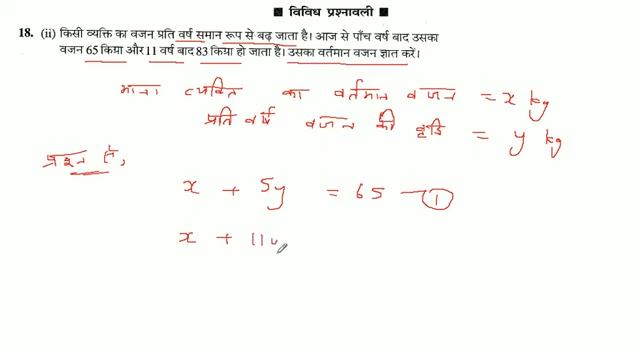 ■ विविध प्रश्नावली ■
18. (ii) किसी व्यक्ति का वजन प्रति वर्ष समान रूप से बढ़ जाता है। आज से पाँच वर्ष बाद उसका
वजन 65 किग्रा और 11 वर्ष बाद 83 किग्रा हो जाता है। उसका वर्तमान वजन ज्ञात करें।
माना व्यक्ति का वर्तमान वजन = x kg
प्रति वर्ष वजन की वृद्धि = y kg
प्रश्न से,
x + 5y = 65 — ①
x + 11y